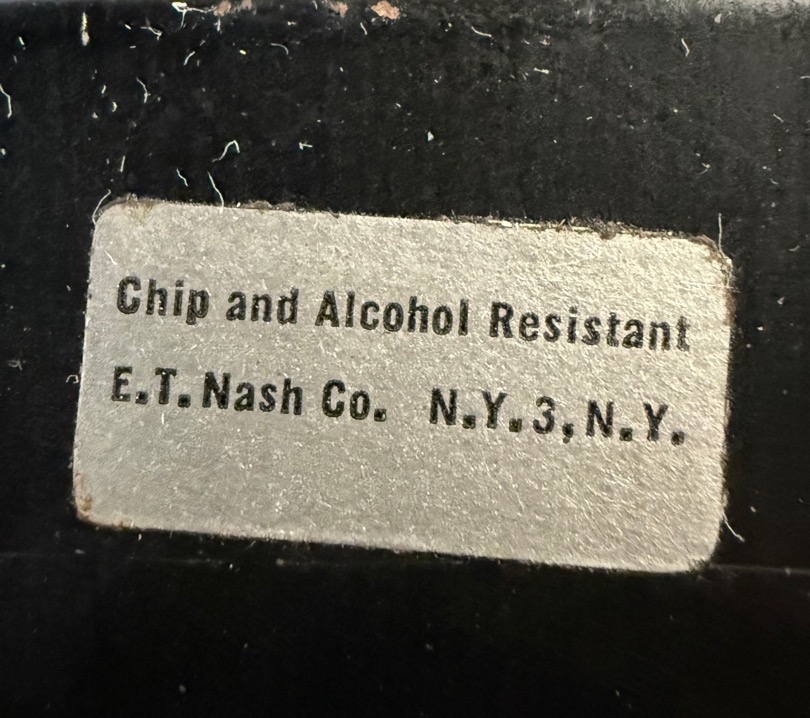 Chip and Alcohol Resistant
E.T. Nash Co. N.Y.3, N.Y.